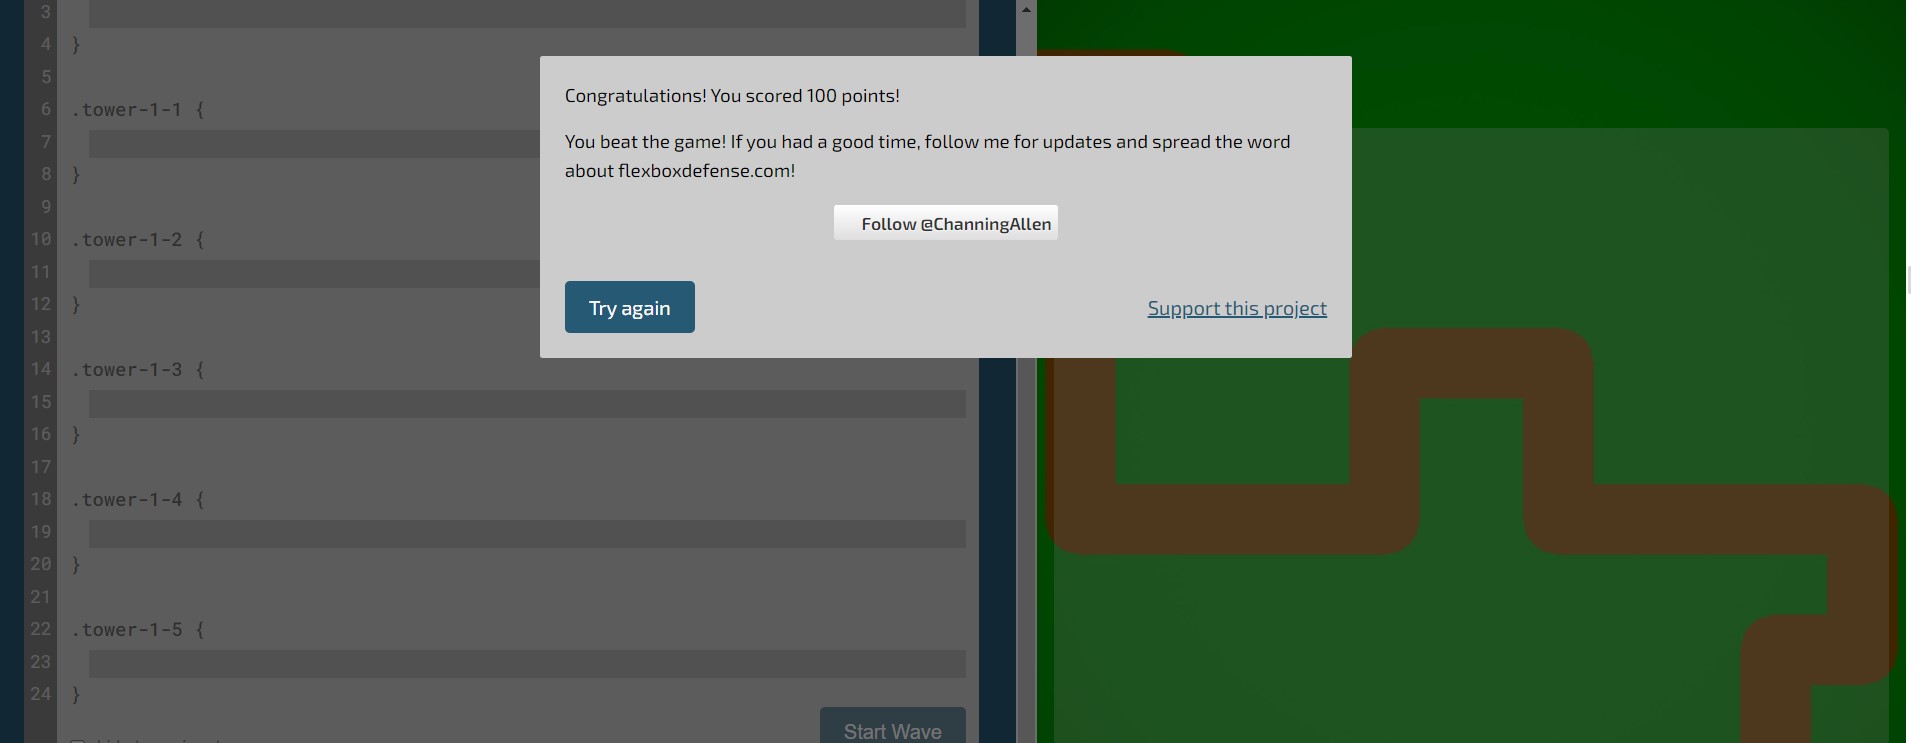 3
4 }
5
6 .tower-1-1 {
7
8 }
9
10 .tower-1-2 {
11
12 }
13
14 .tower-1-3 {
15
16 }
17
18 .tower-1-4 {
19
20 }
21
22 .tower-1-5 {
23
24 }
Start Wave
Congratulations! You scored 100 points!
You beat the game! If you had a good time, follow me for updates and spread the word
about flexboxdefense.com!
Follow @ChanningAllen
Try again
Support this project